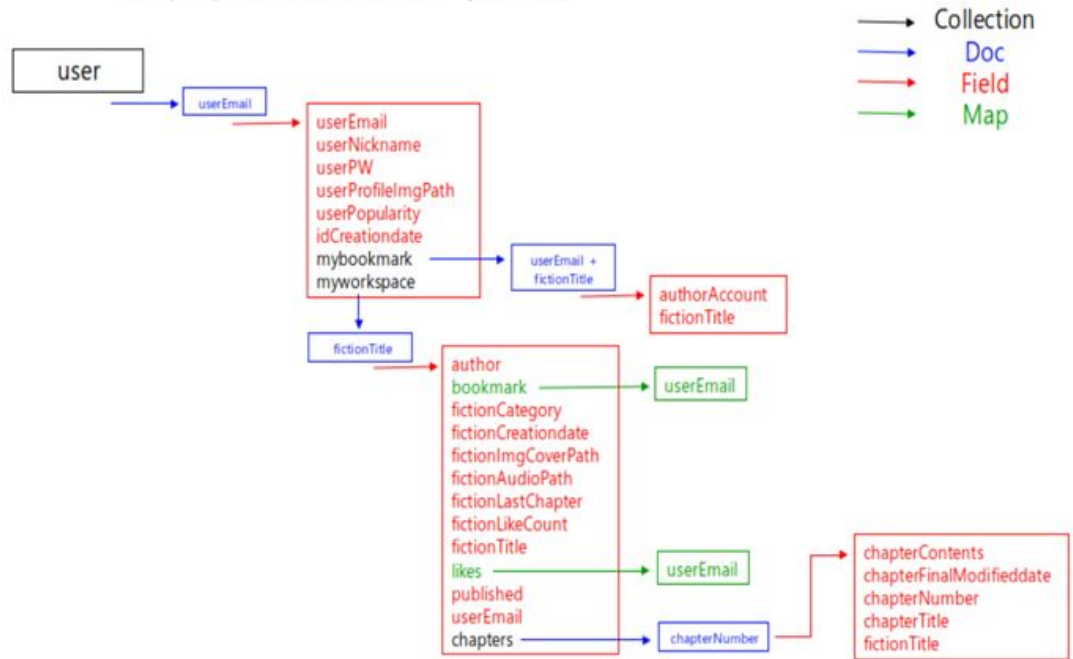 Collection
Doc
Field
Map
user
userEmail
userEmail
userNickname
userPW
userProfileImgPath
userPopularity
idCreationdate
mybookmark
myworkspace
userEmail +
fictionTitle
authorAccount
fictionTitle
fictionTitle
author
bookmark
fictionCategory
fictionCreationdate
fictionImgCoverPath
fictionAudioPath
fictionLastChapter
fictionLikeCount
fictionTitle
likes
published
userEmail
chapters
userEmail
userEmail
chapterNumber
chapterContents
chapterFinalModifieddate
chapterNumber
chapterTitle
fictionTitle